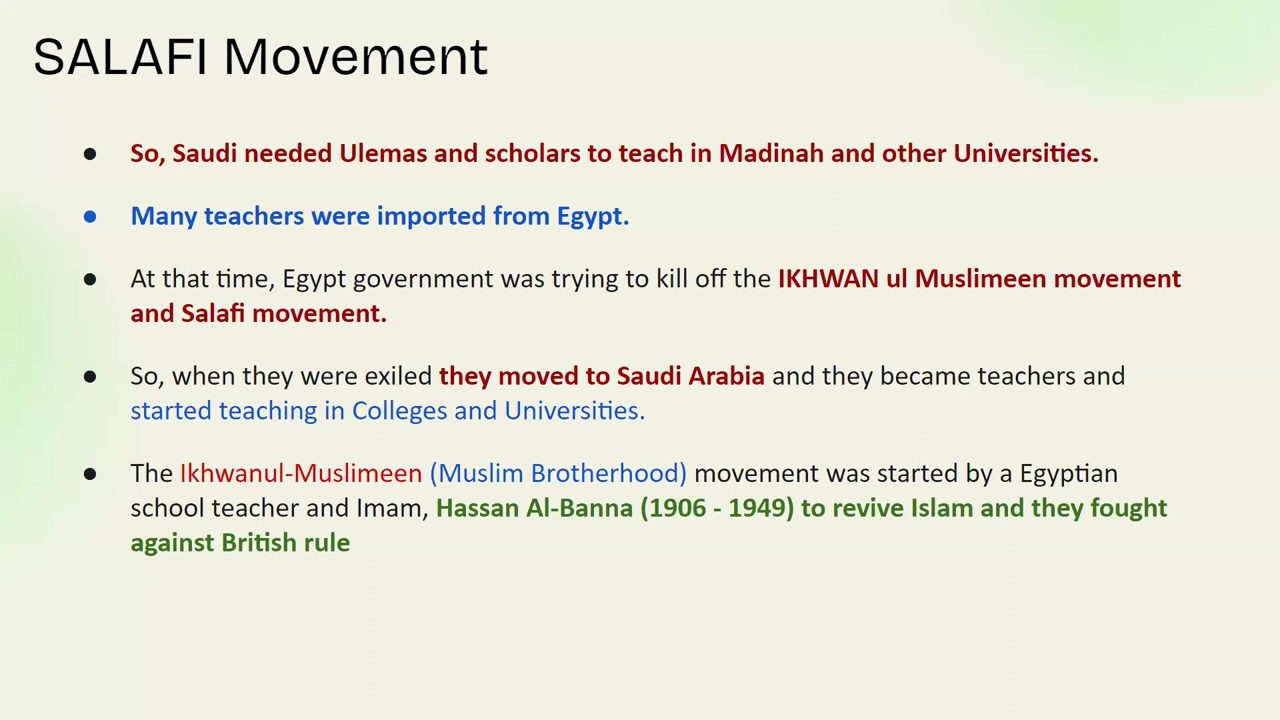 SALAFI Movement
● So, Saudi needed Ulemas and scholars to teach in Madinah and other Universities.
● Many teachers were imported from Egypt.
● At that time, Egypt government was trying to kill off the IKHWAN ul Muslimeen movement
and Salafi movement.
● So, when they were exiled they moved to Saudi Arabia and they became teachers and
started teaching in Colleges and Universities.
● The Ikhwanul-Muslimeen (Muslim Brotherhood) movement was started by a Egyptian
school teacher and Imam, Hassan Al-Banna (1906 - 1949) to revive Islam and they fought
against British rule